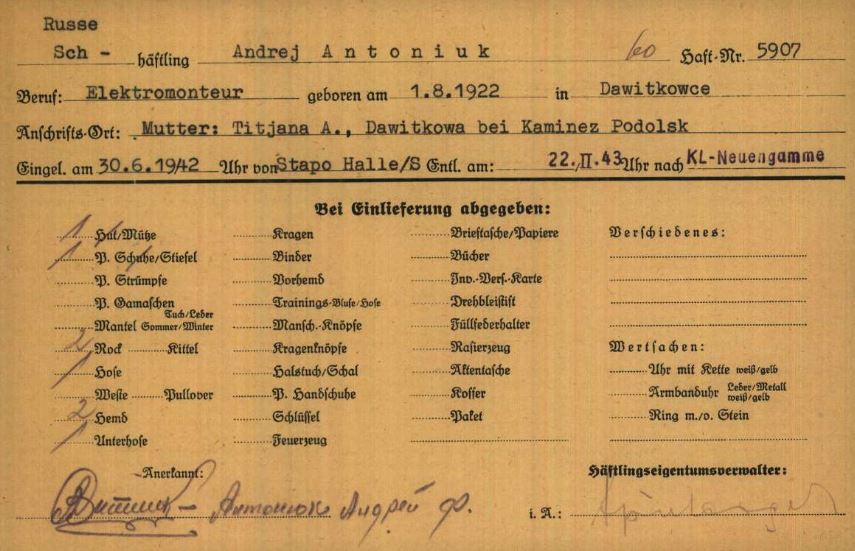 Russe
Sch - häftling Andrej Antoniuk 60 Haft-Nr. 5907
Beruf: Elektromonteur geboren am 1.8.1922 in Dawitkowce
Anschrifts-Ort: Mutter: Titjana A., Dawitkowa bei Kaminez Podolsk
Eingel. am 30.6.1942 Uhr von Stapo Halle/S Entl. am: 22. II. 43 Uhr nach KL-Neuengamme
Bei Einlieferung abgegeben:
1 Hut/Mütze Kragen Brieftasche/Papiere Verschiedenes:
1 P. Schuhe/Stiefel Binder Bücher
P. Strümpfe Vorhemd Inv.-Vers.-Karte
P. Gamaschen Trainings-Bluse/Hose Drehbleistift
Mantel Tuch/Leder Sommer/Winter Mansch.-Knöpfe Füllfederhalter
2 Rock Kittel Kragenknöpfe Rasierzeug Wertsachen:
1 Hose Halstuch/Schal Aktentasche Uhr mit Kette weiß/gelb
Weste Pullover P. Handschuhe Koffer Armbanduhr Leder/Metall weiß/gelb
2 Hemd Schlüssel Paket Ring m./o. Stein
1 Unterhose Feuerzeug
Anerkannt: Häftlingseigentumsverwalter:
Антонюк Андрей Ф. i. A.: